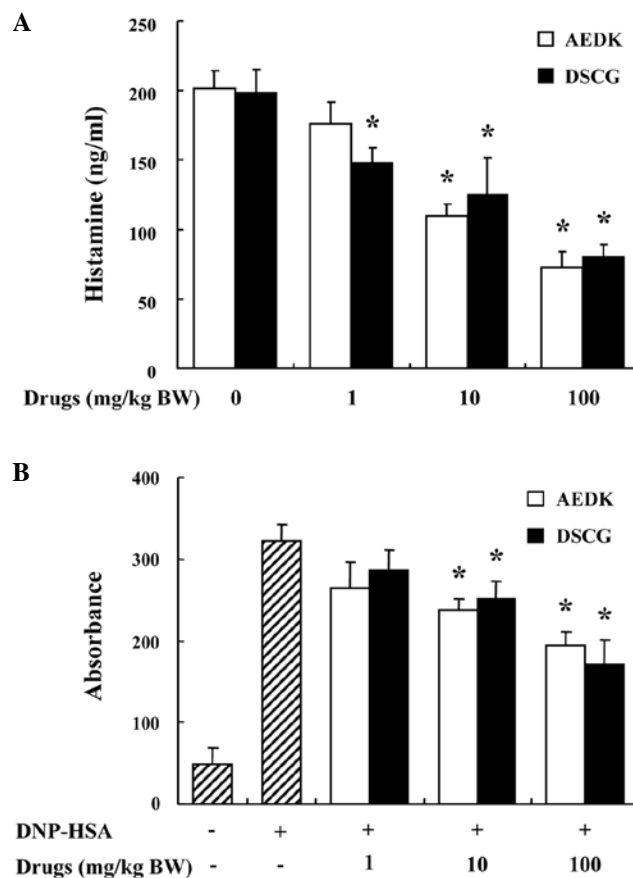 A
250
200
150
100
50
0
Histamine (ng/ml)
AEDK
DSCG
*
* *
* *
Drugs (mg/kg BW) 0 1 10 100
B
400
300
200
100
0
Absorbance
AEDK
DSCG
* *
* *
DNP-HSA - + + + +
Drugs (mg/kg BW) - - 1 10 100